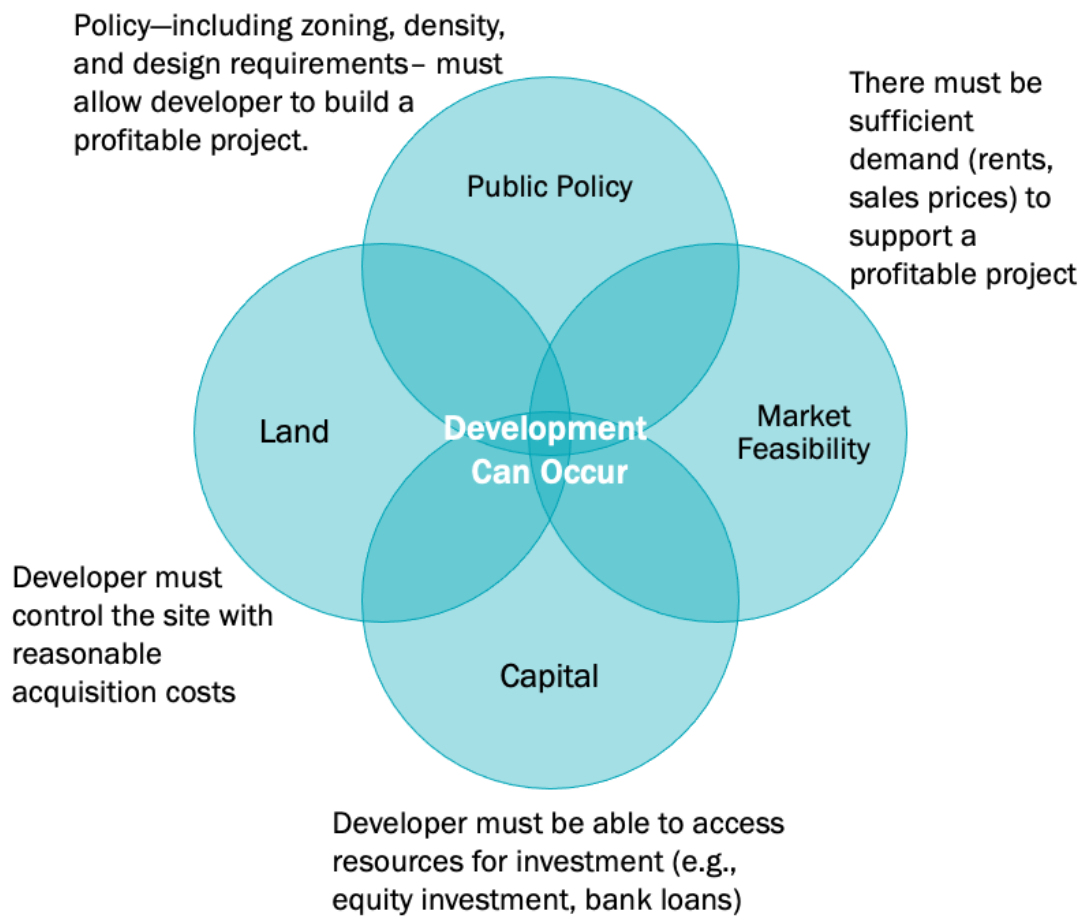 Policy—including zoning, density,
and design requirements– must
allow developer to build a
profitable project.
There must be
sufficient
demand (rents,
sales prices) to
support a
profitable project
Public Policy
Land
Development
Can Occur
Market
Feasibility
Developer must
control the site with
reasonable
acquisition costs
Capital
Developer must be able to access
resources for investment (e.g.,
equity investment, bank loans)